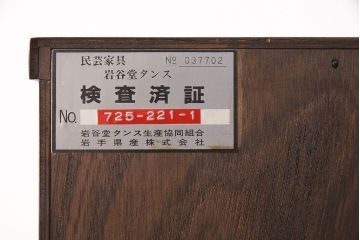 民芸家具 № 037702
岩谷堂タンス
検査済証
No. 725-221-1
岩谷堂タンス生産協同組合
岩手県産株式会社